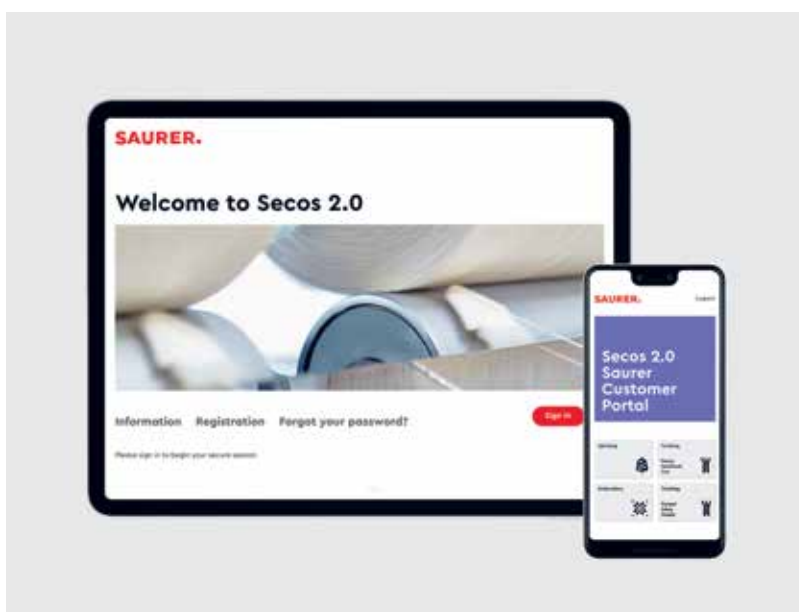 SAURER.
Welcome to Secos 2.0
Information Registration Forgot your password?
Sign in
Please sign in to begin your secure session
SAURER.
Secos 2.0
Saurer
Customer
Portal